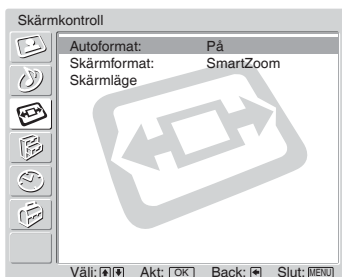 Skärmkontroll
Autoformat: På
Skärmformat: SmartZoom
Skärmläge
Välj: Akt: OK Back: Slut: MENU